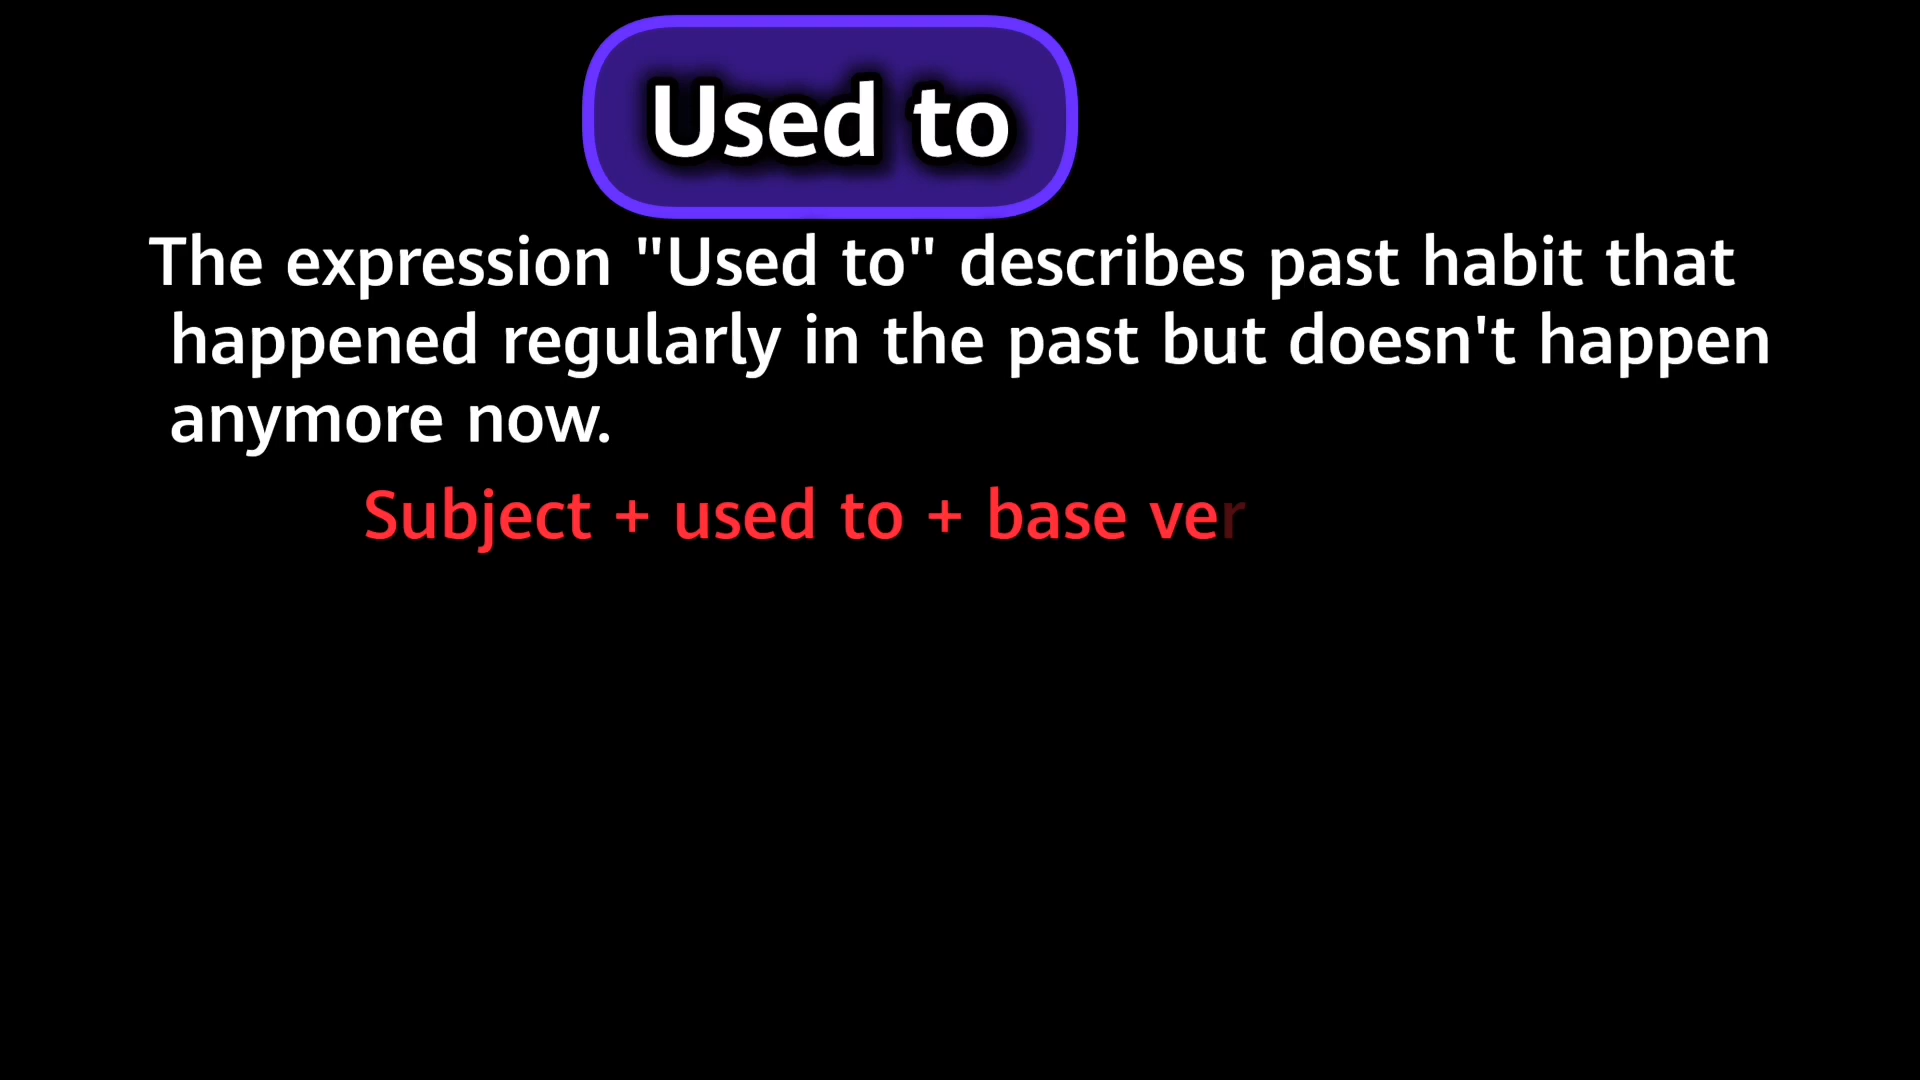 Used to
The expression "Used to" describes past habit that
happened regularly in the past but doesn't happen
anymore now.
Subject + used to + base ver